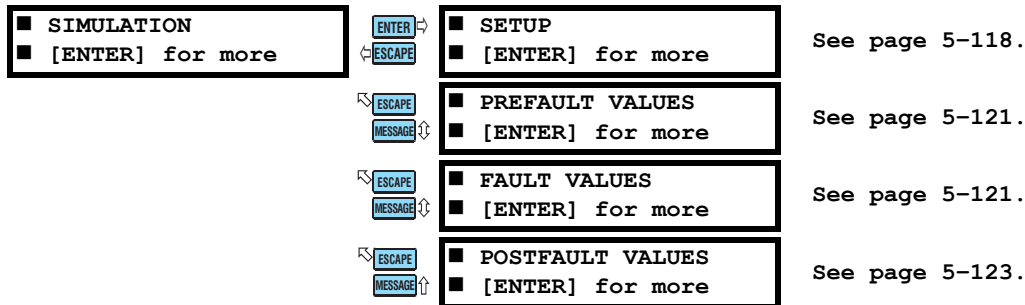 ■ SIMULATION ENTER ■ SETUP See page 5-118.
■ [ENTER] for more ESCAPE ■ [ENTER] for more
ESCAPE ■ PREFAULT VALUES See page 5-121.
MESSAGE ■ [ENTER] for more
ESCAPE ■ FAULT VALUES See page 5-121.
MESSAGE ■ [ENTER] for more
ESCAPE ■ POSTFAULT VALUES See page 5-123.
MESSAGE ■ [ENTER] for more